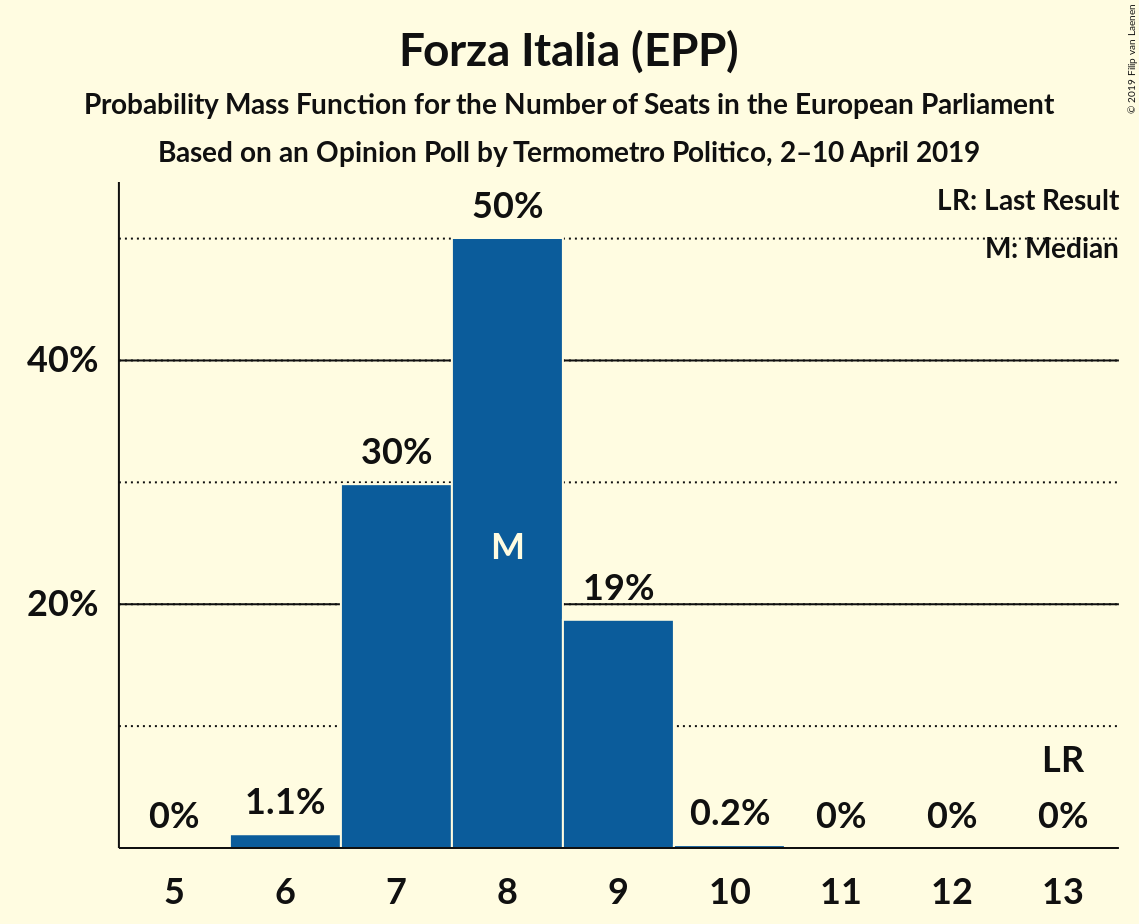 Forza Italia (EPP)
Probability Mass Function for the Number of Seats in the European Parliament
Based on an Opinion Poll by Termometro Politico, 2–10 April 2019
© 2019 Filip van Laenen
LR: Last Result
M: Median
50%
40%
30%
M
19%
20%
LR
0%
1.1%
0.2%
0%
0%
0%
5 6 7 8 9 10 11 12 13